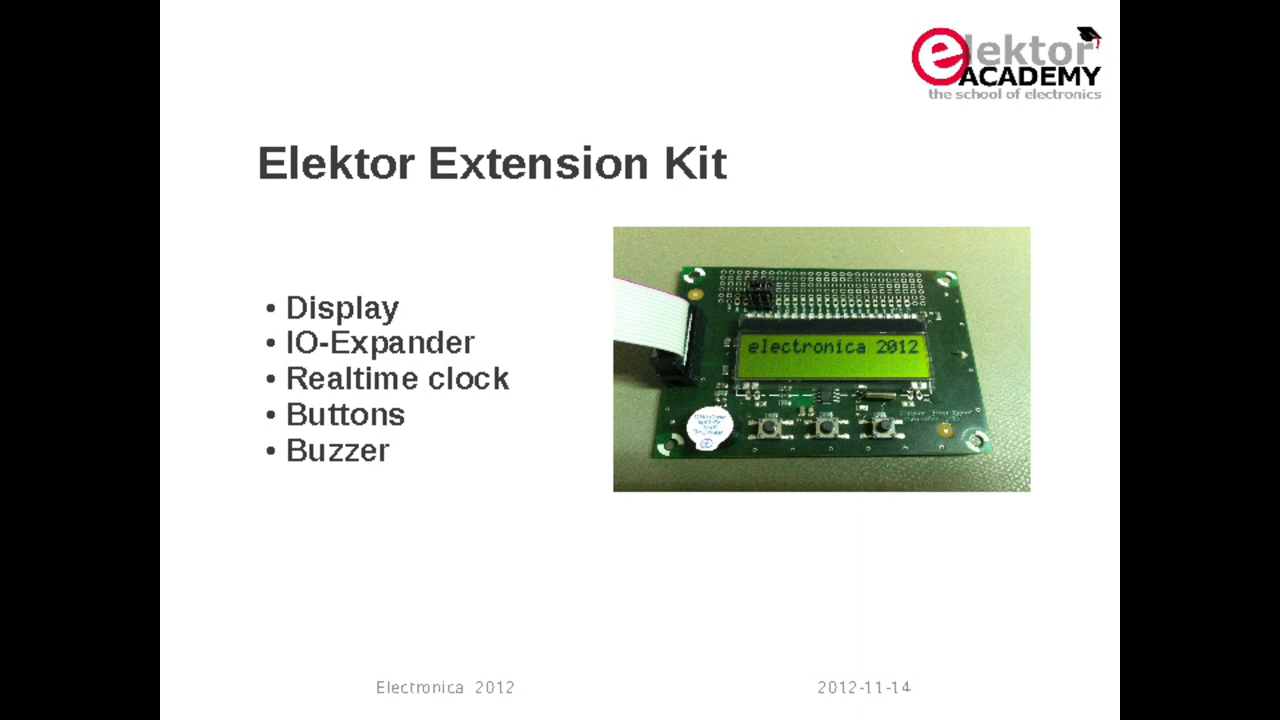 elektor
ACADEMY
the school of electronics
Elektor Extension Kit
• Display
• IO-Expander
• Realtime clock
• Buttons
• Buzzer
electronica 2012
Electronica 2012
2012-11-14